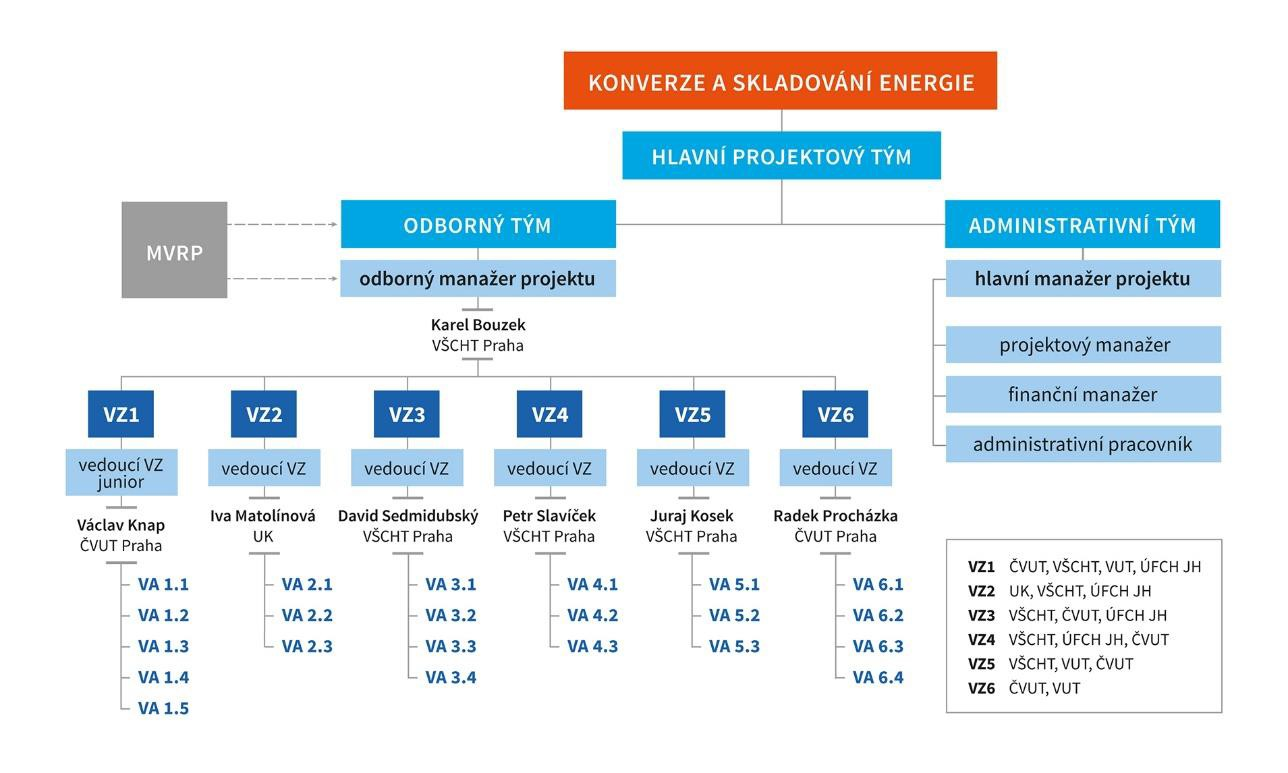 KONVERZE A SKLADOVÁNÍ ENERGIE
HLAVNÍ PROJEKTOVÝ TÝM
MVRP
ODBORNÝ TÝM
odborný manažer projektu
Karel Bouzek
VŠCHT Praha
ADMINISTRATIVNÍ TÝM
hlavní manažer projektu
projektový manažer
finanční manažer
administrativní pracovník
VZ1
vedoucí VZ
junior
Václav Knap
ČVUT Praha
VA 1.1
VA 1.2
VA 1.3
VA 1.4
VA 1.5
VZ2
vedoucí VZ
Iva Matolínová
UK
VA 2.1
VA 2.2
VA 2.3
VZ3
vedoucí VZ
David Sedmidubský
VŠCHT Praha
VA 3.1
VA 3.2
VA 3.3
VA 3.4
VZ4
vedoucí VZ
Petr Slavíček
VŠCHT Praha
VA 4.1
VA 4.2
VA 4.3
VZ5
vedoucí VZ
Juraj Kosek
VŠCHT Praha
VA 5.1
VA 5.2
VA 5.3
VZ6
vedoucí VZ
Radek Procházka
ČVUT Praha
VA 6.1
VA 6.2
VA 6.3
VA 6.4
VZ1 ČVUT, VŠCHT, VUT, ÚFCH JH
VZ2 UK, VŠCHT, ÚFCH JH
VZ3 VŠCHT, ČVUT, ÚFCH JH
VZ4 VŠCHT, ÚFCH JH, ČVUT
VZ5 VŠCHT, VUT, ČVUT
VZ6 ČVUT, VUT